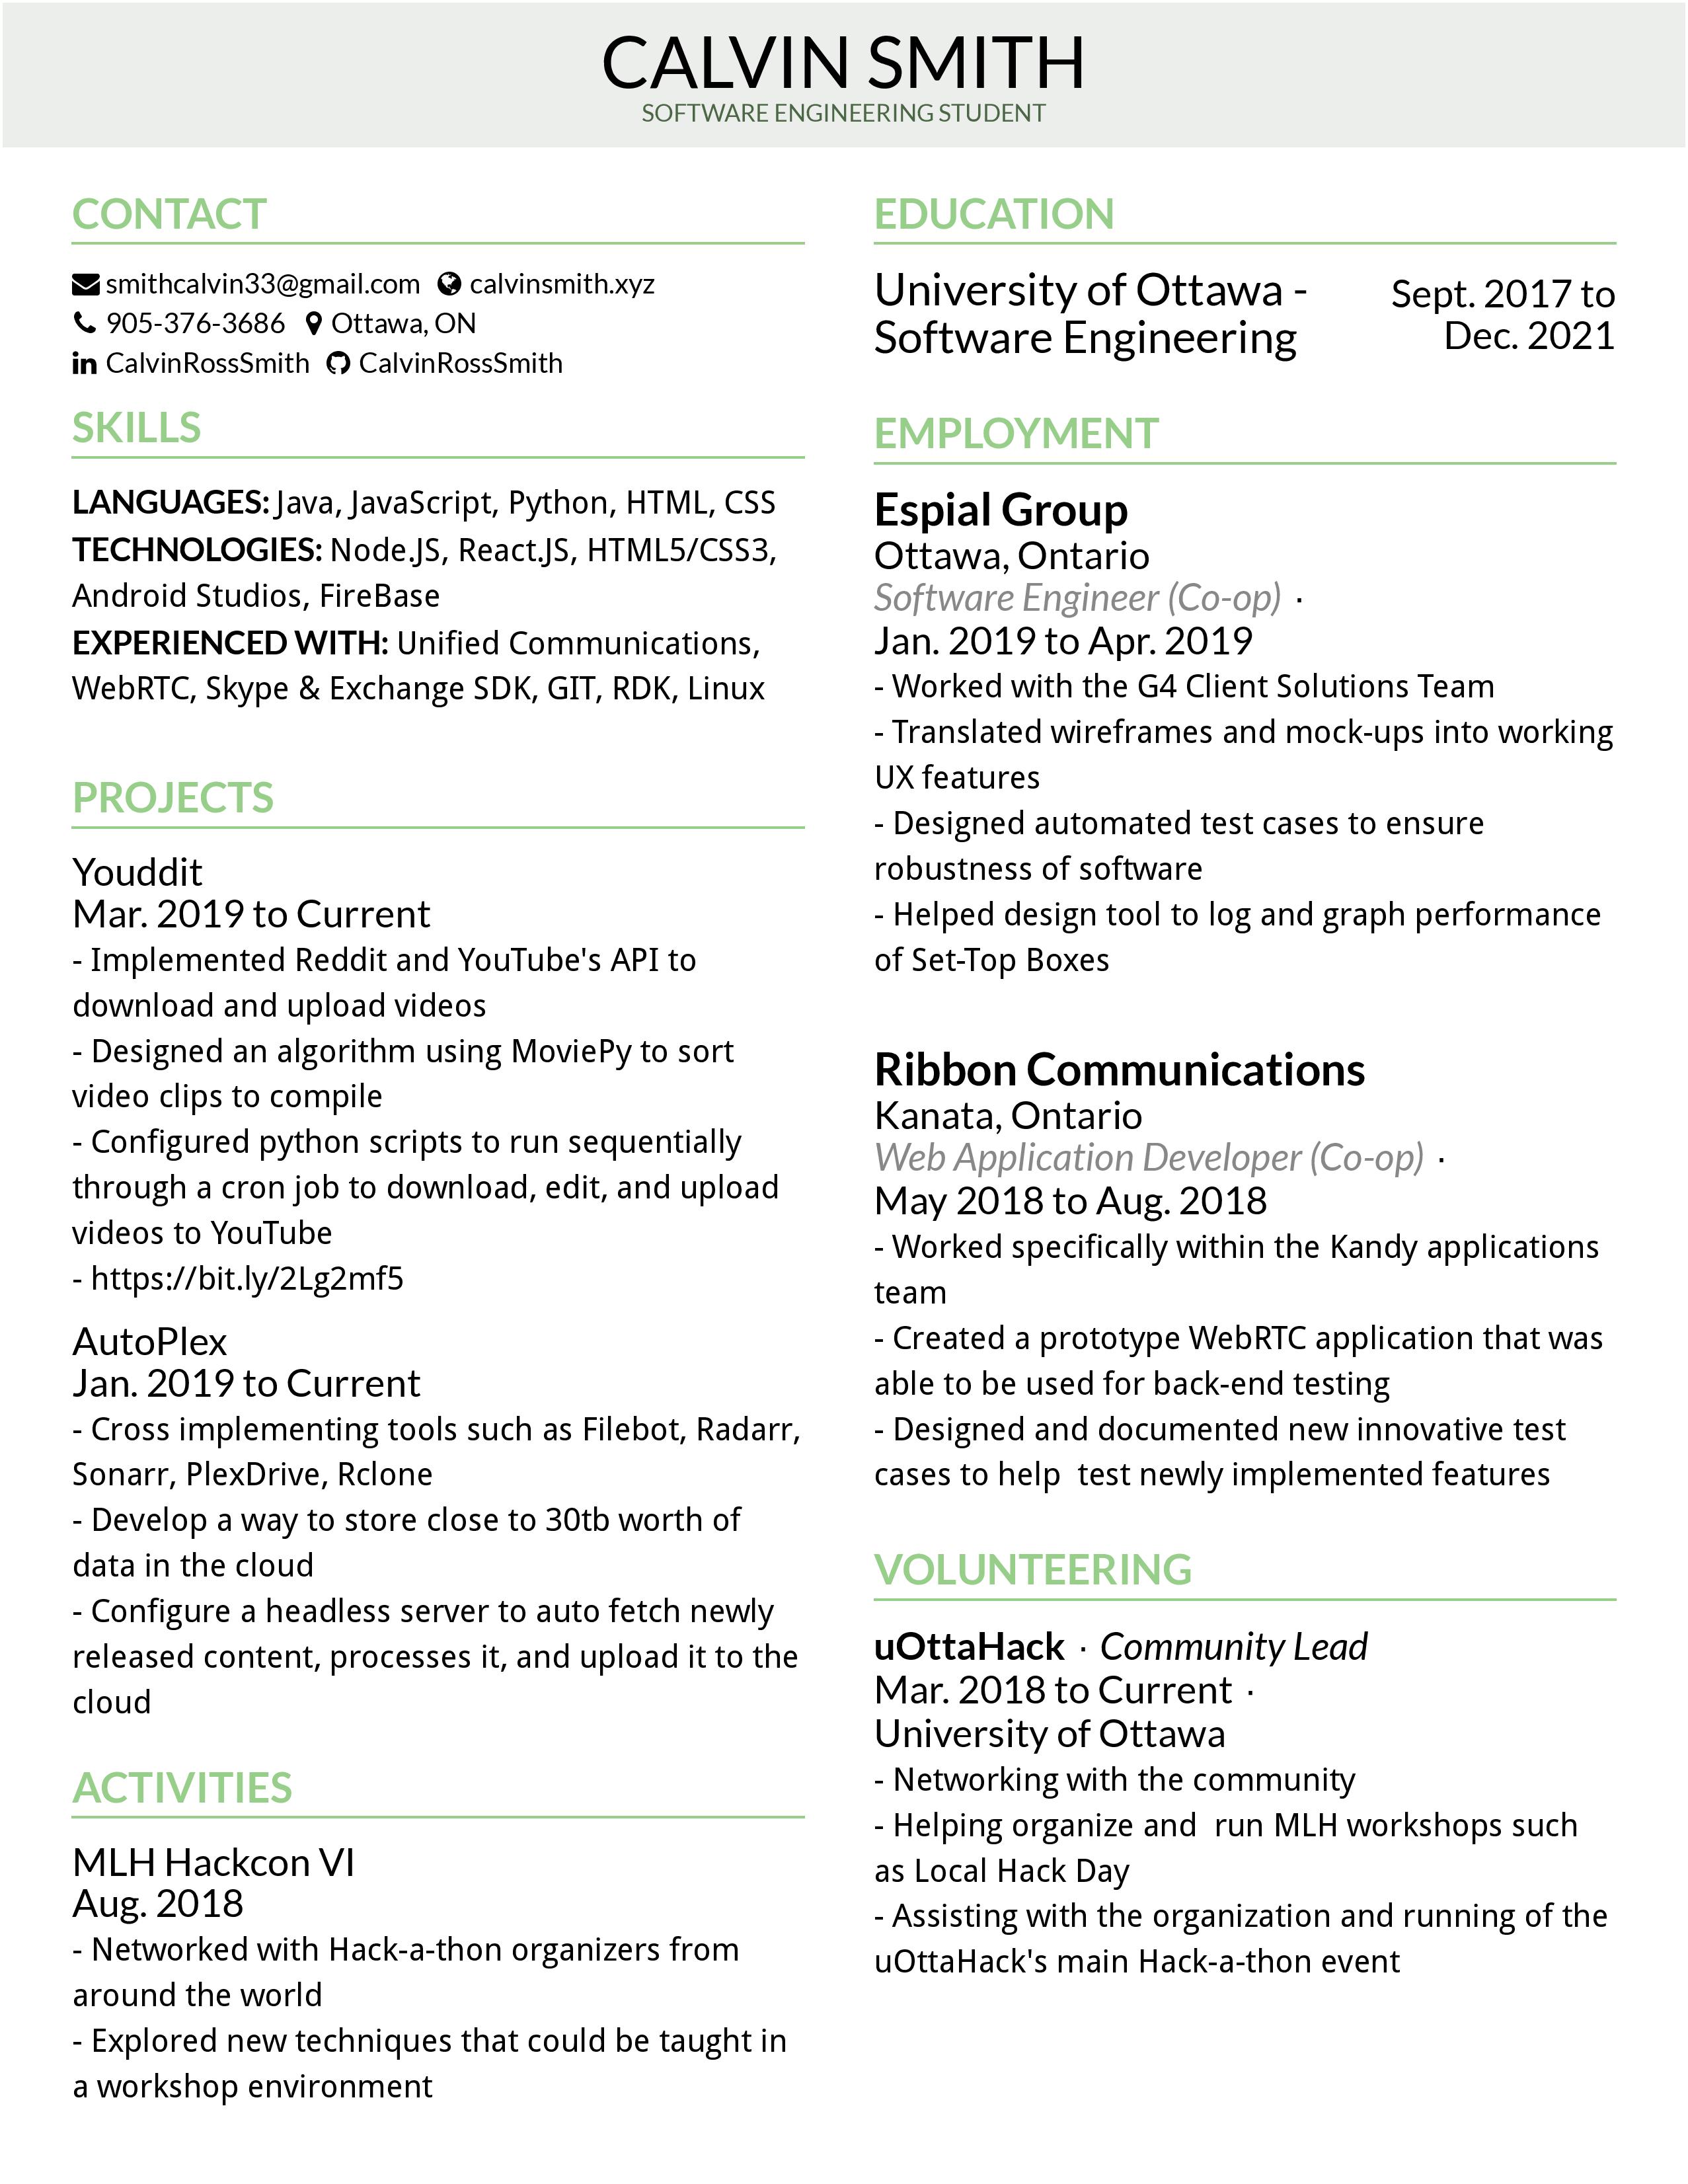 CALVIN SMITH
SOFTWARE ENGINEERING STUDENT
CONTACT
smithcalvin33@gmail.com calvinsmith.xyz
905-376-3686 Ottawa, ON
CalvinRossSmith CalvinRossSmith
SKILLS
LANGUAGES: Java, JavaScript, Python, HTML, CSS
TECHNOLOGIES: Node.JS, React.JS, HTML5/CSS3,
Android Studios, FireBase
EXPERIENCED WITH: Unified Communications,
WebRTC, Skype & Exchange SDK, GIT, RDK, Linux
PROJECTS
Youddit
Mar. 2019 to Current
- Implemented Reddit and YouTube's API to
download and upload videos
- Designed an algorithm using MoviePy to sort
video clips to compile
- Configured python scripts to run sequentially
through a cron job to download, edit, and upload
videos to YouTube
- https://bit.ly/2Lg2mf5
AutoPlex
Jan. 2019 to Current
- Cross implementing tools such as Filebot, Radarr,
Sonarr, PlexDrive, Rclone
- Develop a way to store close to 30tb worth of
data in the cloud
- Configure a headless server to auto fetch newly
released content, processes it, and upload it to the
cloud
ACTIVITIES
MLH Hackcon VI
Aug. 2018
- Networked with Hack-a-thon organizers from
around the world
- Explored new techniques that could be taught in
a workshop environment
EDUCATION
University of Ottawa - Sept. 2017 to
Software Engineering Dec. 2021
EMPLOYMENT
Espial Group
Ottawa, Ontario
Software Engineer (Co-op) ·
Jan. 2019 to Apr. 2019
- Worked with the G4 Client Solutions Team
- Translated wireframes and mock-ups into working
UX features
- Designed automated test cases to ensure
robustness of software
- Helped design tool to log and graph performance
of Set-Top Boxes
Ribbon Communications
Kanata, Ontario
Web Application Developer (Co-op) ·
May 2018 to Aug. 2018
- Worked specifically within the Kandy applications
team
- Created a prototype WebRTC application that was
able to be used for back-end testing
- Designed and documented new innovative test
cases to help  test newly implemented features
VOLUNTEERING
uOttaHack · Community Lead
Mar. 2018 to Current ·
University of Ottawa
- Networking with the community
- Helping organize and  run MLH workshops such
as Local Hack Day
- Assisting with the organization and running of the
uOttaHack's main Hack-a-thon event